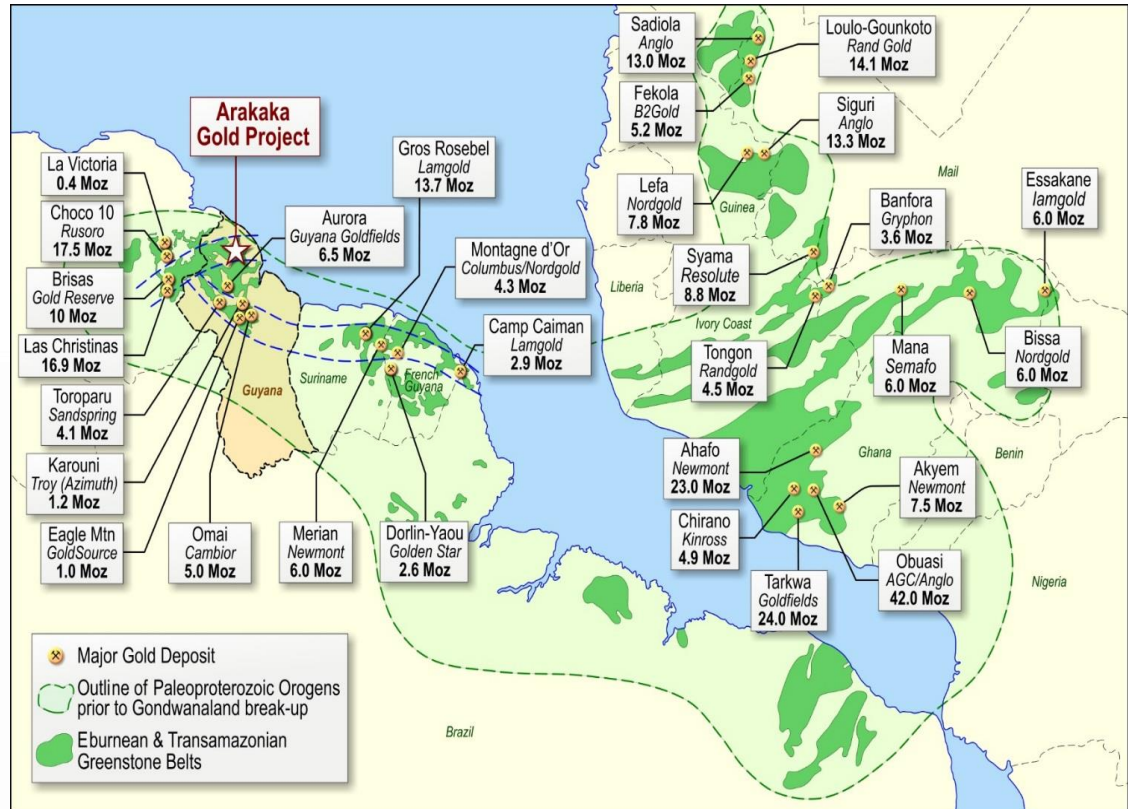 Sadiola
Anglo
13.0 Moz
Loulo-Gounkoto
Rand Gold
14.1 Moz
Fekola
B2Gold
5.2 Moz
Siguri
Anglo
13.3 Moz
Arakaka
Gold Project
Gros Rosebel
Lamgold
13.7 Moz
La Victoria
0.4 Moz
Lefa
Nordgold
7.8 Moz
Guinea
Mail
Banfora
Gryphon
3.6 Moz
Essakane
Iamgold
6.0 Moz
Choco 10
Rusoro
17.5 Moz
Aurora
Guyana Goldfields
6.5 Moz
Montagne d'Or
Columbus/Nordgold
4.3 Moz
Syama
Resolute
8.8 Moz
Liberia
Brisas
Gold Reserve
10 Moz
Camp Caiman
Lamgold
2.9 Moz
Ivory Coast
Las Christinas
16.9 Moz
Guyana
Suriname
French
Guyana
Tongon
Randgold
4.5 Moz
Mana
Semafo
6.0 Moz
Bissa
Nordgold
6.0 Moz
Toroparu
Sandspring
4.1 Moz
Karouni
Troy (Azimuth)
1.2 Moz
Ahafo
Newmont
23.0 Moz
Ghana
Benin
Akyem
Newmont
7.5 Moz
Eagle Mtn
GoldSource
1.0 Moz
Omai
Cambior
5.0 Moz
Merian
Newmont
6.0 Moz
Dorlin-Yaou
Golden Star
2.6 Moz
Chirano
Kinross
4.9 Moz
Tarkwa
Goldfields
24.0 Moz
Obuasi
AGC/Anglo
42.0 Moz
Nigeria
Brazil
Major Gold Deposit
Outline of Paleoproterozoic Orogens
prior to Gondwanaland break-up
Eburnean & Transamazonian
Greenstone Belts